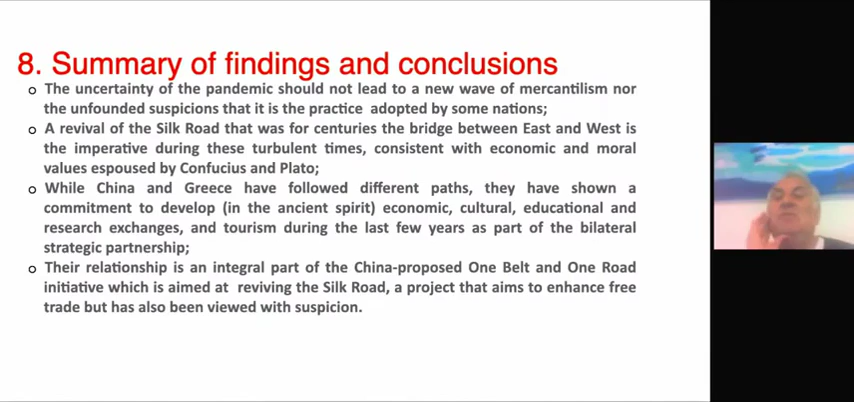 8. Summary of findings and conclusions
o The uncertainty of the pandemic should not lead to a new wave of mercantilism nor
the unfounded suspicions that it is the practice adopted by some nations;
o A revival of the Silk Road that was for centuries the bridge between East and West is
the imperative during these turbulent times, consistent with economic and moral
values espoused by Confucius and Plato;
o While China and Greece have followed different paths, they have shown a
commitment to develop (in the ancient spirit) economic, cultural, educational and
research exchanges, and tourism during the last few years as part of the bilateral
strategic partnership;
o Their relationship is an integral part of the China-proposed One Belt and One Road
initiative which is aimed at reviving the Silk Road, a project that aims to enhance free
trade but has also been viewed with suspicion.